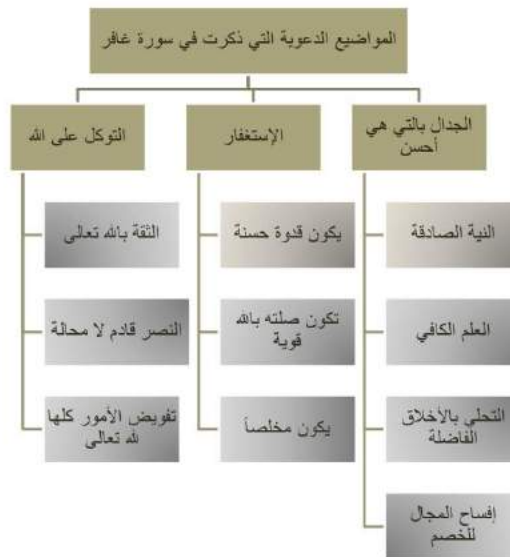 المواضيع الدعوية التي ذكرت في سورة غافر
الجدال بالتي هي
أحسن
النية الصادقة
العلم الكافي
التحلي بالأخلاق
الفاضلة
إفساح المجال
للخصم
الإستغفار
يكون قدوة حسنة
تكون صلته بالله
قوية
يكون مخلصاً
التوكل على الله
الثقة بالله تعالى
النصر قادم لا محالة
تفويض الأمور كلها
لله تعالى